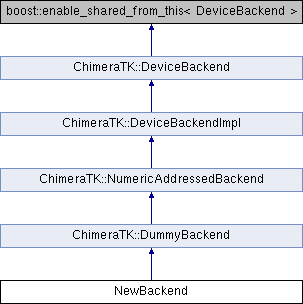 boost::enable_shared_from_this< DeviceBackend >
ChimeraTK::DeviceBackend
ChimeraTK::DeviceBackendImpl
ChimeraTK::NumericAddressedBackend
ChimeraTK::DummyBackend
NewBackend